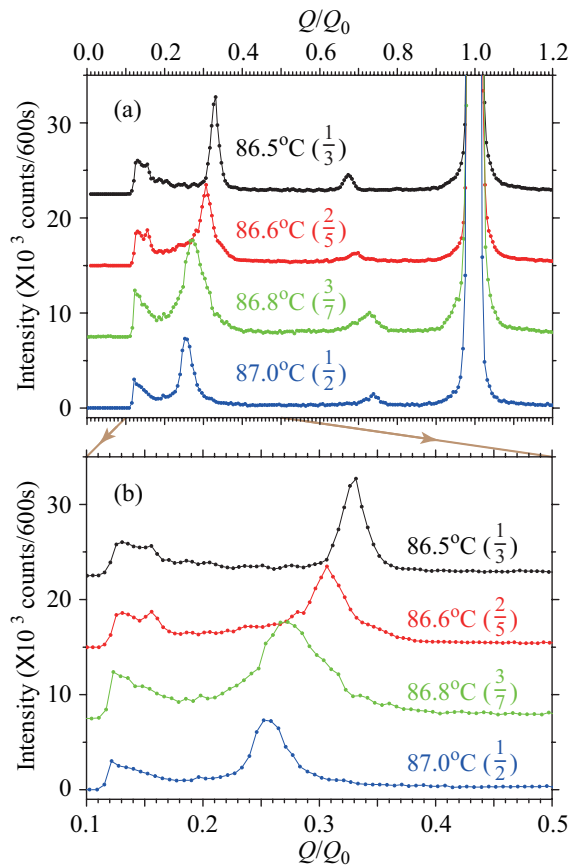 Q/Q0
0.0 0.2 0.4 0.6 0.8 1.0 1.2
(a)
30
20
10
0
Intensity (X10 3 counts/600s)
86.5°C (1/3)
86.6°C (2/5)
86.8°C (3/7)
87.0°C (1/2)
(b)
30
20
10
0
Intensity (X10 3 counts/600s)
86.5°C (1/3)
86.6°C (2/5)
86.8°C (3/7)
87.0°C (1/2)
0.1 0.2 0.3 0.4 0.5
Q/Q0